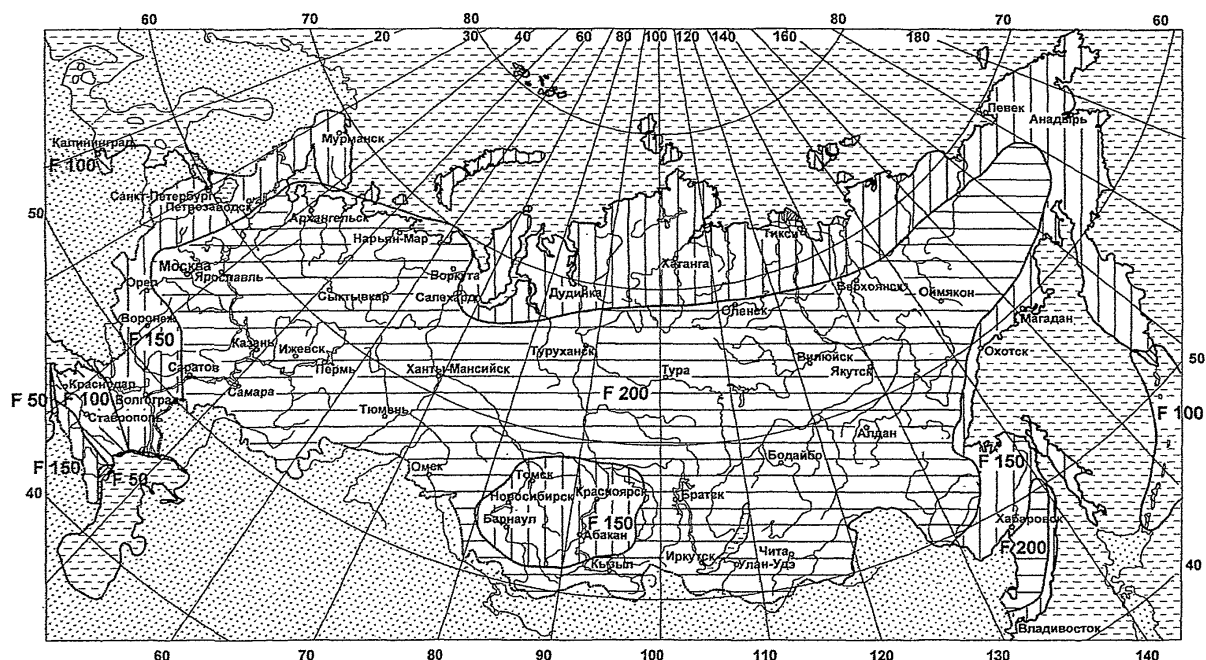 60 70 80 80 70 60
20 30 40 60 80 100 120 140 160 180
Певек
Анадырь
Калининград
Мурманск
F 100
Санкт-Петербург
Петрозаводск
50
Архангельск
Нарьян-Мар
Тикси
Москва
Ярославль
Хатанга
Орел
Воркута
Верхоянск
Оймякон
Сыктывкар
Салехард
Дудинка
Оленек
Воронеж
Магадан
F 150
Казань
Ижевск
Туруханск
Вилюйск
Охотск
50
Саратов
Пермь
Ханты-Мансийск
Тура
Якутск
Краснодар
Самара
F 50
F 100
Волгоград
F 200
F 100
Ставрополь
Тюмень
Алдан
F 150
Омск
Бодайбо
F 150
F 50
Томск
40
Новосибирск
Красноярск
Братск
Барнаул
F 150
Хабаровск
Абакан
F 200
Иркутск
Чита
Кызыл
Улан-Удэ
40
Владивосток
60 70 80 90 100 110 120 130 140